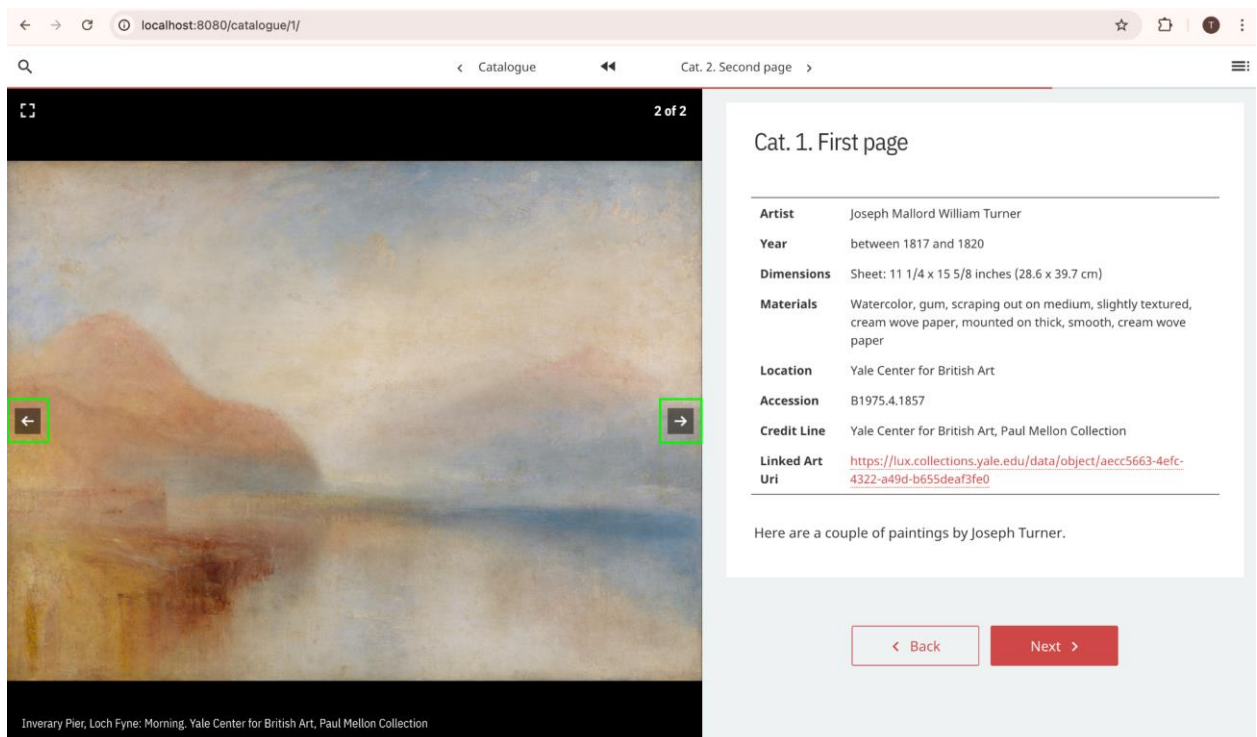 localhost:8080/catalogue/1/
T
Catalogue
Cat. 2. Second page
2 of 2
Inverary Pier, Loch Fyne: Morning. Yale Center for British Art, Paul Mellon Collection
Cat. 1. First page
Artist Joseph Mallord William Turner
Year between 1817 and 1820
Dimensions Sheet: 11 1/4 x 15 5/8 inches (28.6 x 39.7 cm)
Materials Watercolor, gum, scraping out on medium, slightly textured,
cream wove paper, mounted on thick, smooth, cream wove
paper
Location Yale Center for British Art
Accession B1975.4.1857
Credit Line Yale Center for British Art, Paul Mellon Collection
Linked Art https://lux.collections.yale.edu/data/object/aecc5663-4efc-
Uri 4322-a49d-b655deaf3fe0
Here are a couple of paintings by Joseph Turner.
Back
Next